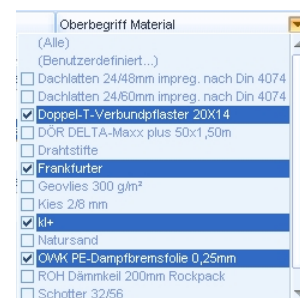 Oberbegriff Material
(Alle)
(Benutzerdefiniert...)
Dachlatten 24/48mm impreg. nach Din 4074
Dachlatten 24/60mm impreg. nach Din 4074
Doppel-T-Verbundpflaster 20X14
DÖR DELTA-Maxx plus 50x1,50m
Drahtstifte
Frankfurter
Geovlies 300 g/m²
Kies 2/8 mm
kl+
Natursand
OWK PE-Dampfbremsfolie 0,25mm
ROH Dämmkeil 200mm Rockpack
Schotter 32/56